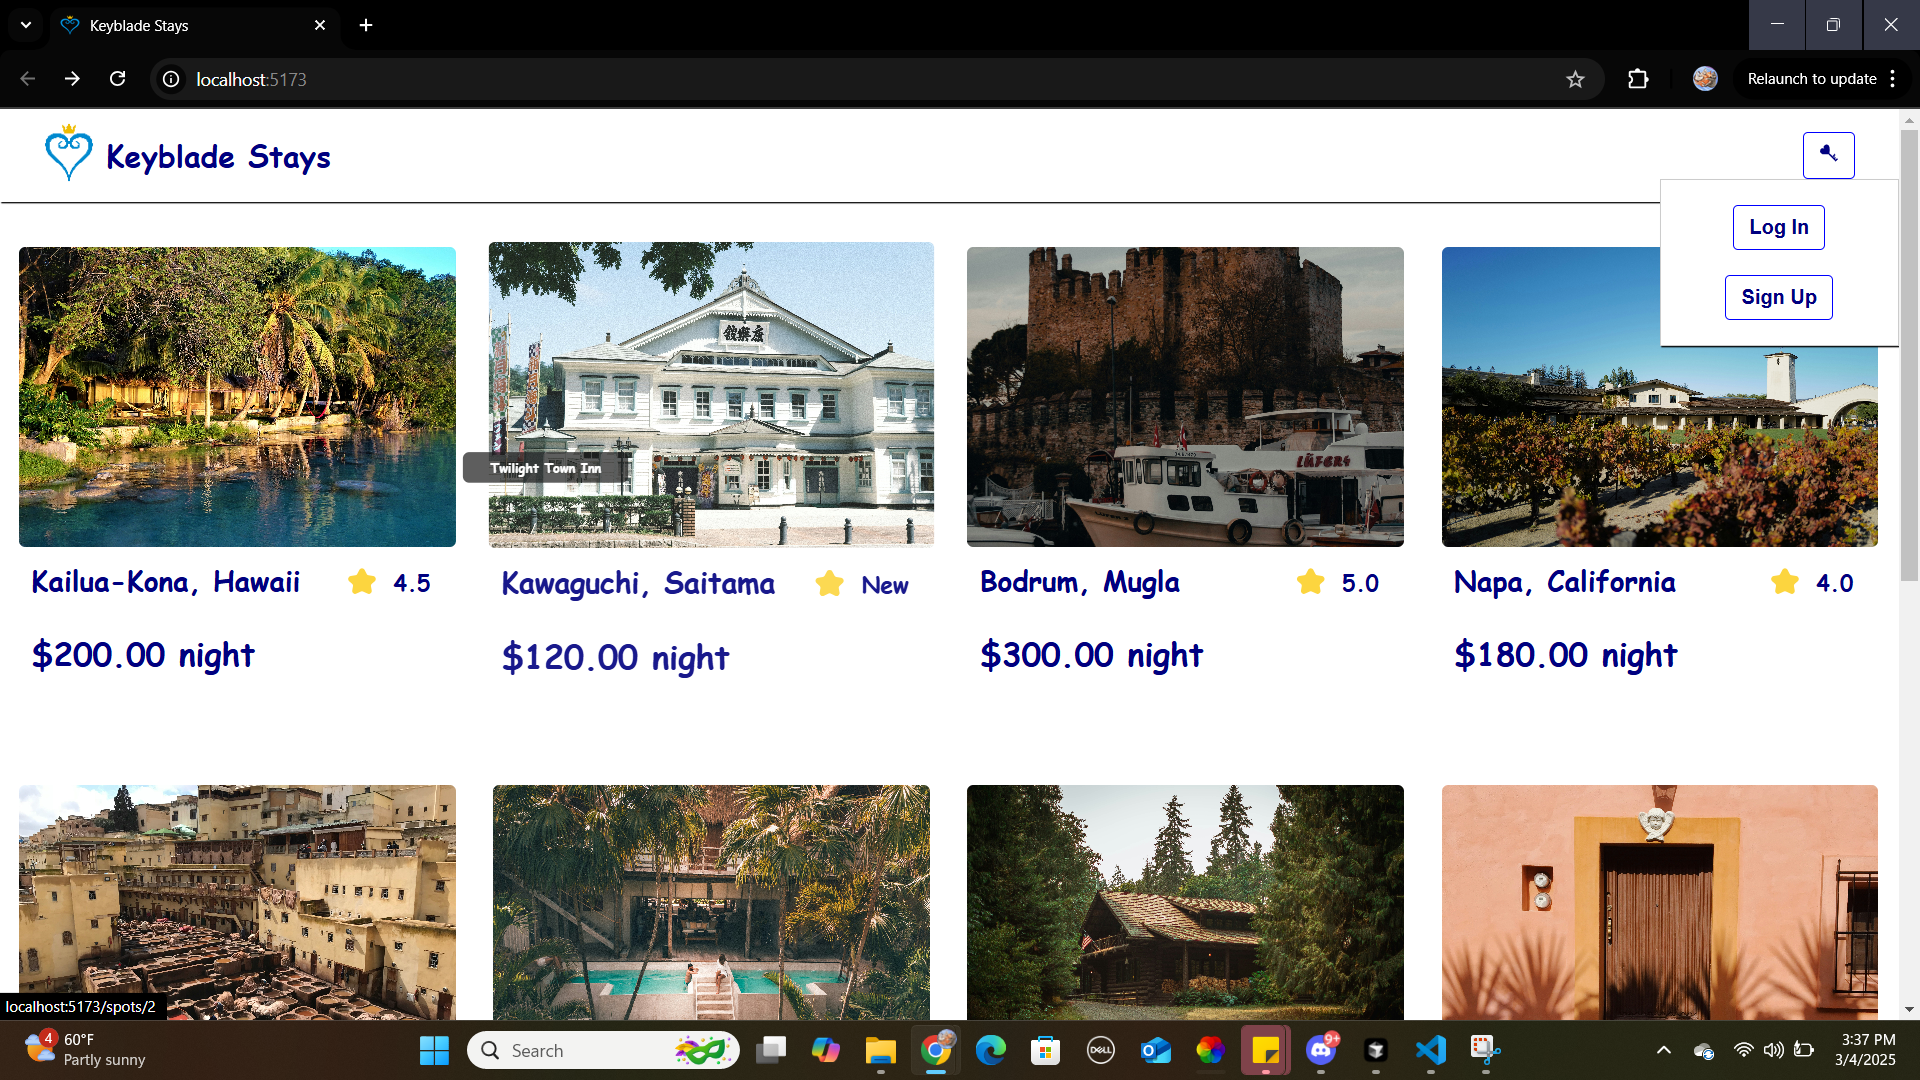 Keyblade Stays
localhost:5173
Relaunch to update
Keyblade Stays
Log In
Sign Up
Twilight Town Inn
LÜFER5
Kailua-Kona, Hawaii 4.5
$200.00 night
Kawaguchi, Saitama New
$120.00 night
Bodrum, Mugla 5.0
$300.00 night
Napa, California 4.0
$180.00 night
localhost:5173/spots/2
4
60°F
Partly sunny
Search
DELL
9+
3:37 PM
3/4/2025